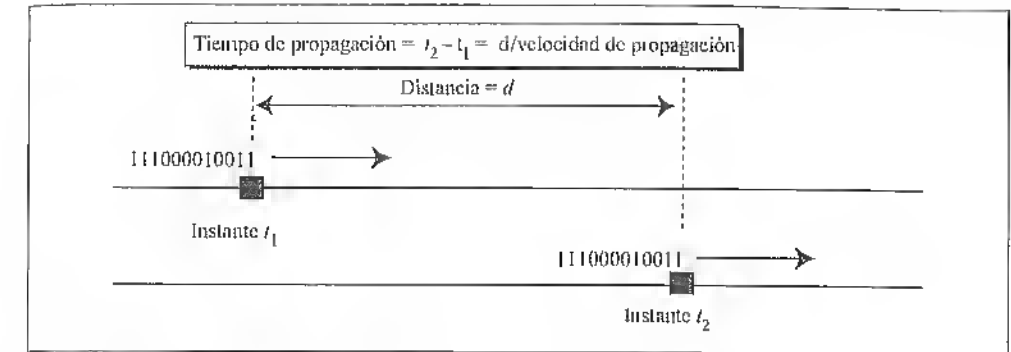 Tiempo de propagación = t₂ – t₁ = d/velocidad de propagación
Distancia = d
111000010011
Instante t₁
111000010011
Instante t₂